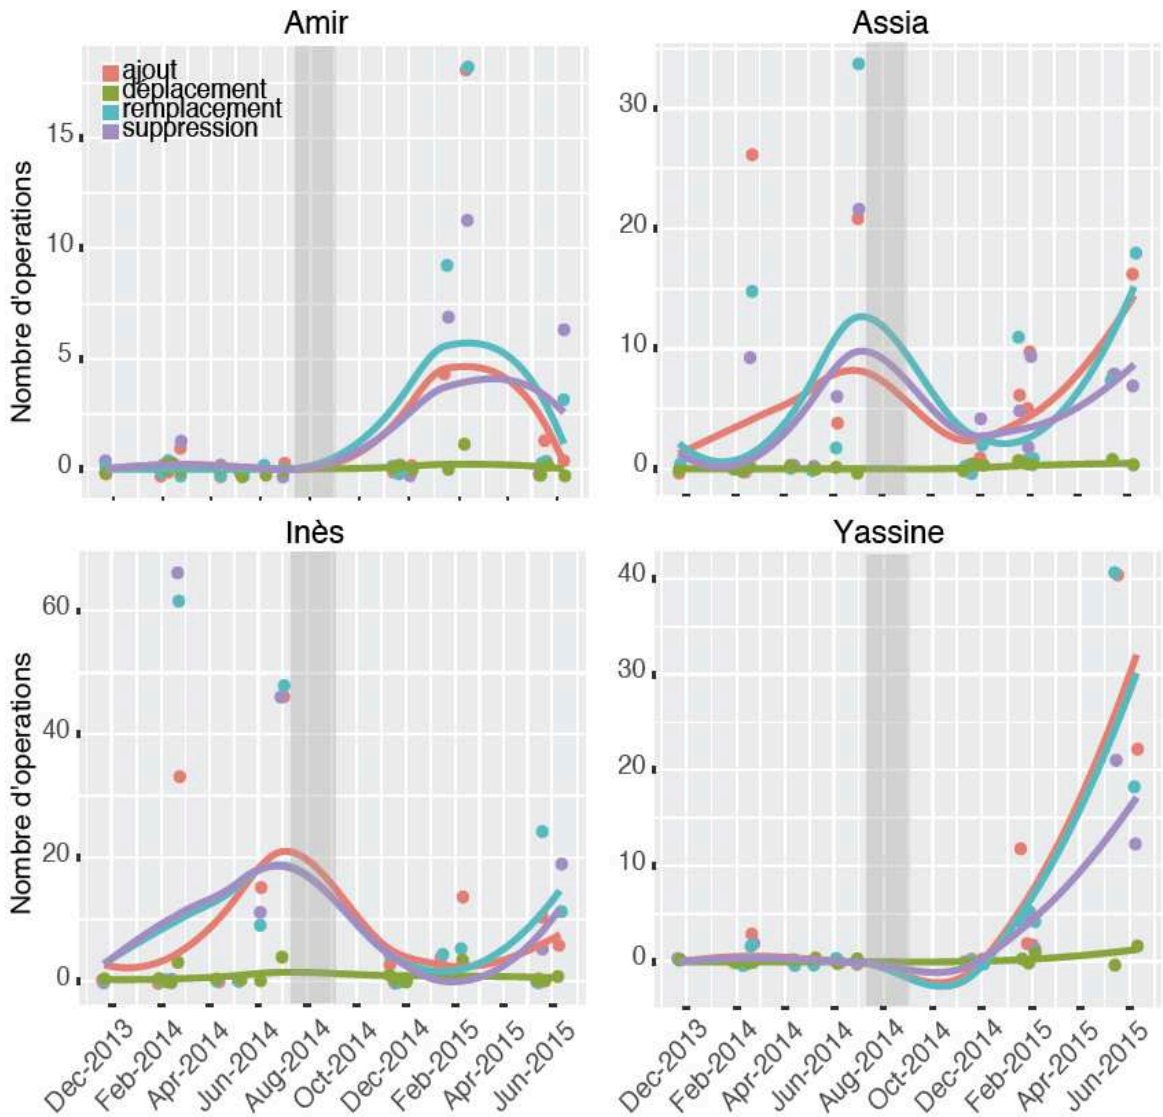 Amir
Assia
ajout
déplacement
remplacement
suppression
Nombre d'operations
15
10
5
0
30
20
10
0
Inès
Yassine
Nombre d'operations
60
40
20
0
40
30
20
10
0
Dec-2013
Feb-2014
Apr-2014
Jun-2014
Aug-2014
Oct-2014
Dec-2014
Feb-2015
Apr-2015
Jun-2015
Dec-2013
Feb-2014
Apr-2014
Jun-2014
Aug-2014
Oct-2014
Dec-2014
Feb-2015
Apr-2015
Jun-2015